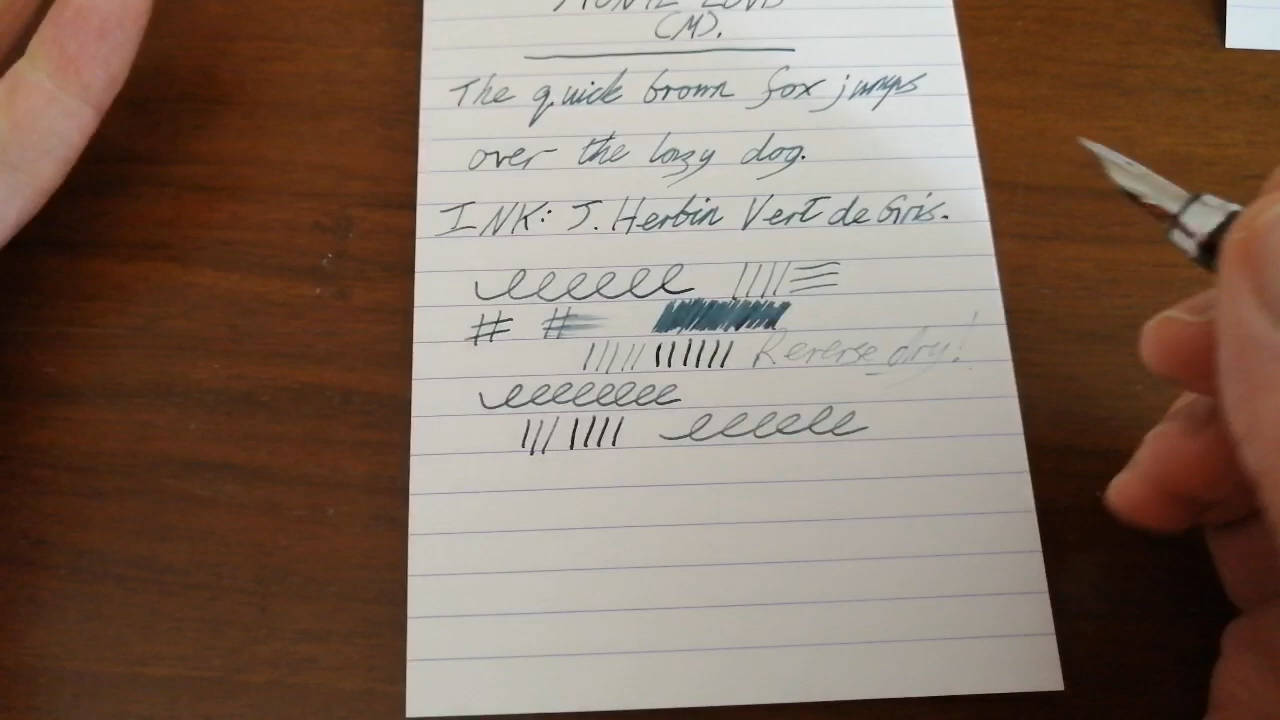 (M).
The quick brown fox jumps
over the lazy dog.
INK: J. Herbin Vert de Gris.
# #
Reverse dry!